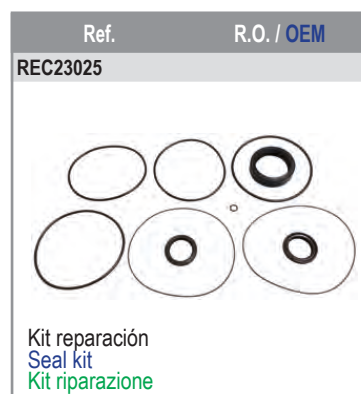 Ref. R.O. / OEM
REC23025
Kit reparación
Seal kit
Kit riparazione